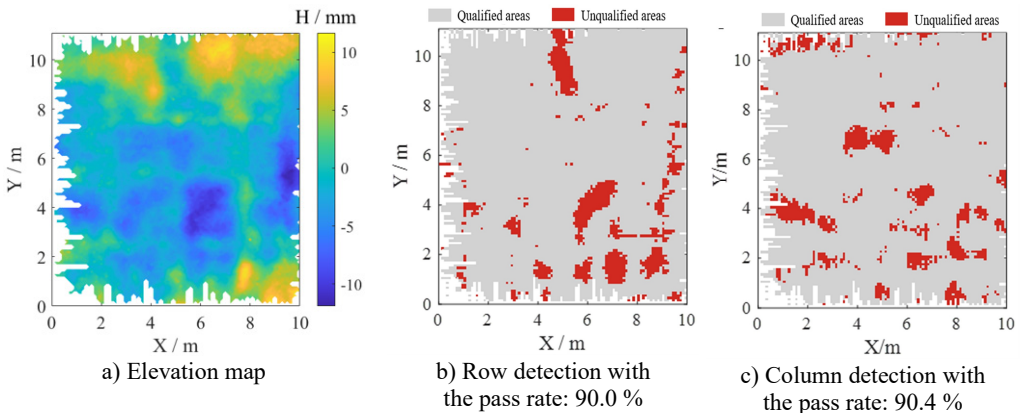 H / mm
10
8
6
4
2
0
Y / m
0
2
4
6
8
10
X / m
10
5
0
-5
-10
a) Elevation map
Qualified areas
Unqualified areas
10
8
6
4
2
0
Y / m
0
2
4
6
8
10
X / m
b) Row detection with
the pass rate: 90.0 %
Qualified areas
Unqualified areas
10
8
6
4
2
0
Y/m
0
2
4
6
8
10
X/m
c) Column detection with
the pass rate: 90.4 %